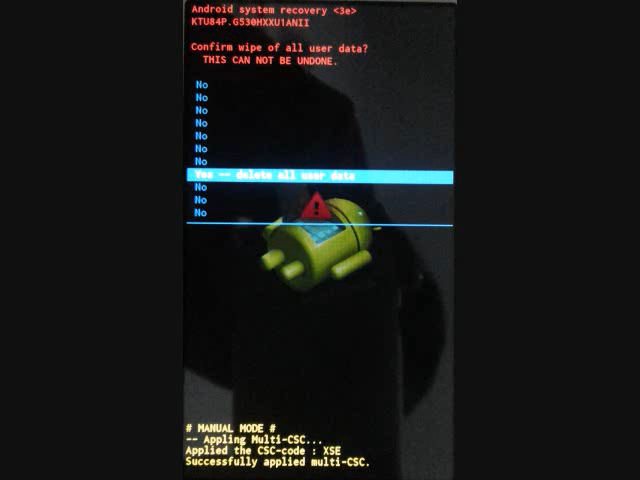 Android system recovery <3e>
KTU84P.G530HXXU1ANII
Confirm wipe of all user data?
THIS CAN NOT BE UNDONE.
No
No
No
No
No
No
No
Yes -- delete all user data
No
No
No
# MANUAL MODE #
-- Appling Multi-CSC...
Applied the CSC-code : XSE
Successfully applied multi-CSC.